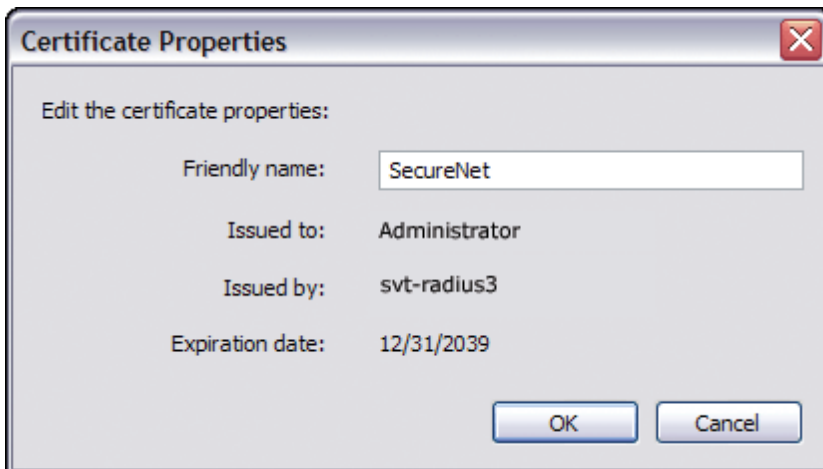 Certificate Properties
Edit the certificate properties:
Friendly name: SecureNet
Issued to: Administrator
Issued by: svt-radius3
Expiration date: 12/31/2039
OK Cancel